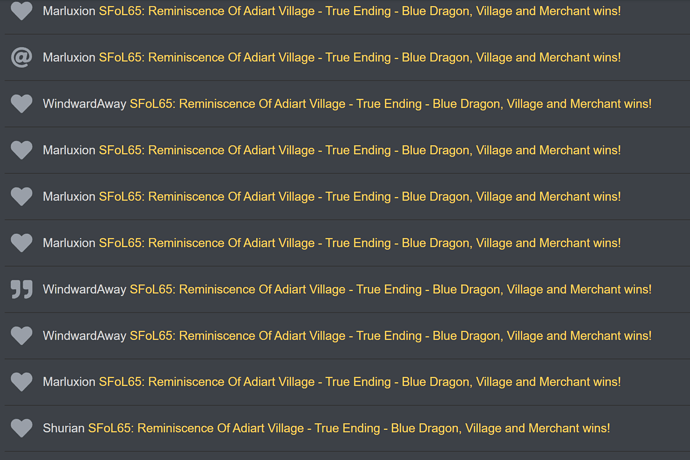 Marluxion SFoL65: Reminiscence Of Adiart Village - True Ending - Blue Dragon, Village and Merchant wins!
Marluxion SFoL65: Reminiscence Of Adiart Village - True Ending - Blue Dragon, Village and Merchant wins!
WindwardAway SFoL65: Reminiscence Of Adiart Village - True Ending - Blue Dragon, Village and Merchant wins!
Marluxion SFoL65: Reminiscence Of Adiart Village - True Ending - Blue Dragon, Village and Merchant wins!
Marluxion SFoL65: Reminiscence Of Adiart Village - True Ending - Blue Dragon, Village and Merchant wins!
Marluxion SFoL65: Reminiscence Of Adiart Village - True Ending - Blue Dragon, Village and Merchant wins!
WindwardAway SFoL65: Reminiscence Of Adiart Village - True Ending - Blue Dragon, Village and Merchant wins!
WindwardAway SFoL65: Reminiscence Of Adiart Village - True Ending - Blue Dragon, Village and Merchant wins!
Marluxion SFoL65: Reminiscence Of Adiart Village - True Ending - Blue Dragon, Village and Merchant wins!
Shurian SFoL65: Reminiscence Of Adiart Village - True Ending - Blue Dragon, Village and Merchant wins!